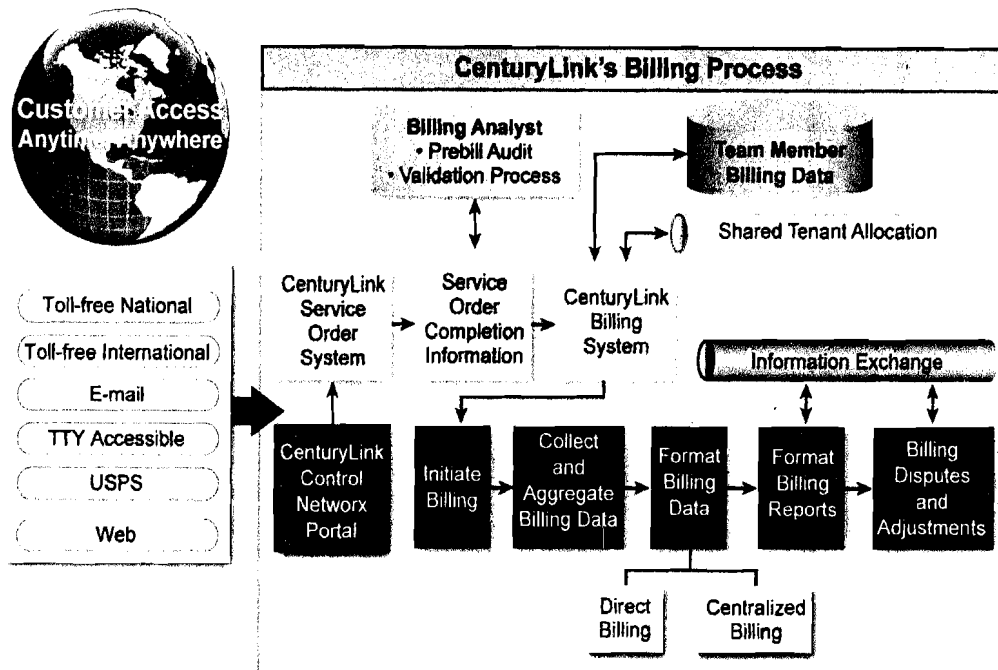 CenturyLink's Billing Process
Customer Access
Anytime/Anywhere
Toll-free National
Toll-free International
E-mail
TTY Accessible
USPS
Web
Billing Analyst
• Prebill Audit
• Validation Process
Team Member
Billing Data
Shared Tenant Allocation
CenturyLink
Service
Order
System
Service
Order
Completion
Information
CenturyLink
Billing
System
Information Exchange
CenturyLink
Control
Networx
Portal
Initiate
Billing
Collect
and
Aggregate
Billing Data
Format
Billing
Data
Format
Billing
Reports
Billing
Disputes
and
Adjustments
Direct
Billing
Centralized
Billing